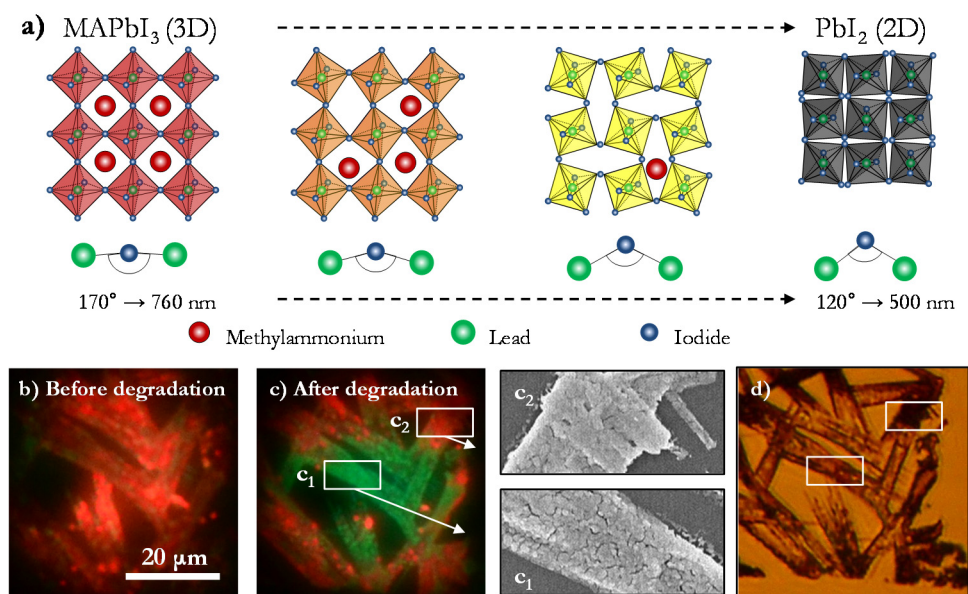 a) MAPbI₃ (3D) PbI₂ (2D)
170° → 760 nm 120° → 500 nm
Methylammonium Lead Iodide
b) Before degradation c) After degradation c₂ d)
c₂
c₁
20 µm c₁